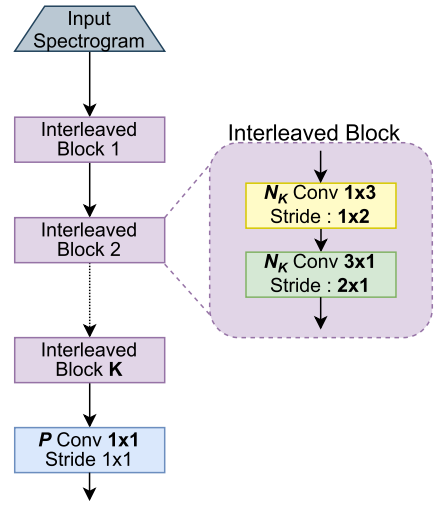 Input
Spectrogram
Interleaved
Block 1
Interleaved
Block 2
Interleaved
Block K
P Conv 1x1
Stride 1x1
Interleaved Block
N_K Conv 1x3
Stride : 1x2
N_K Conv 3x1
Stride : 2x1